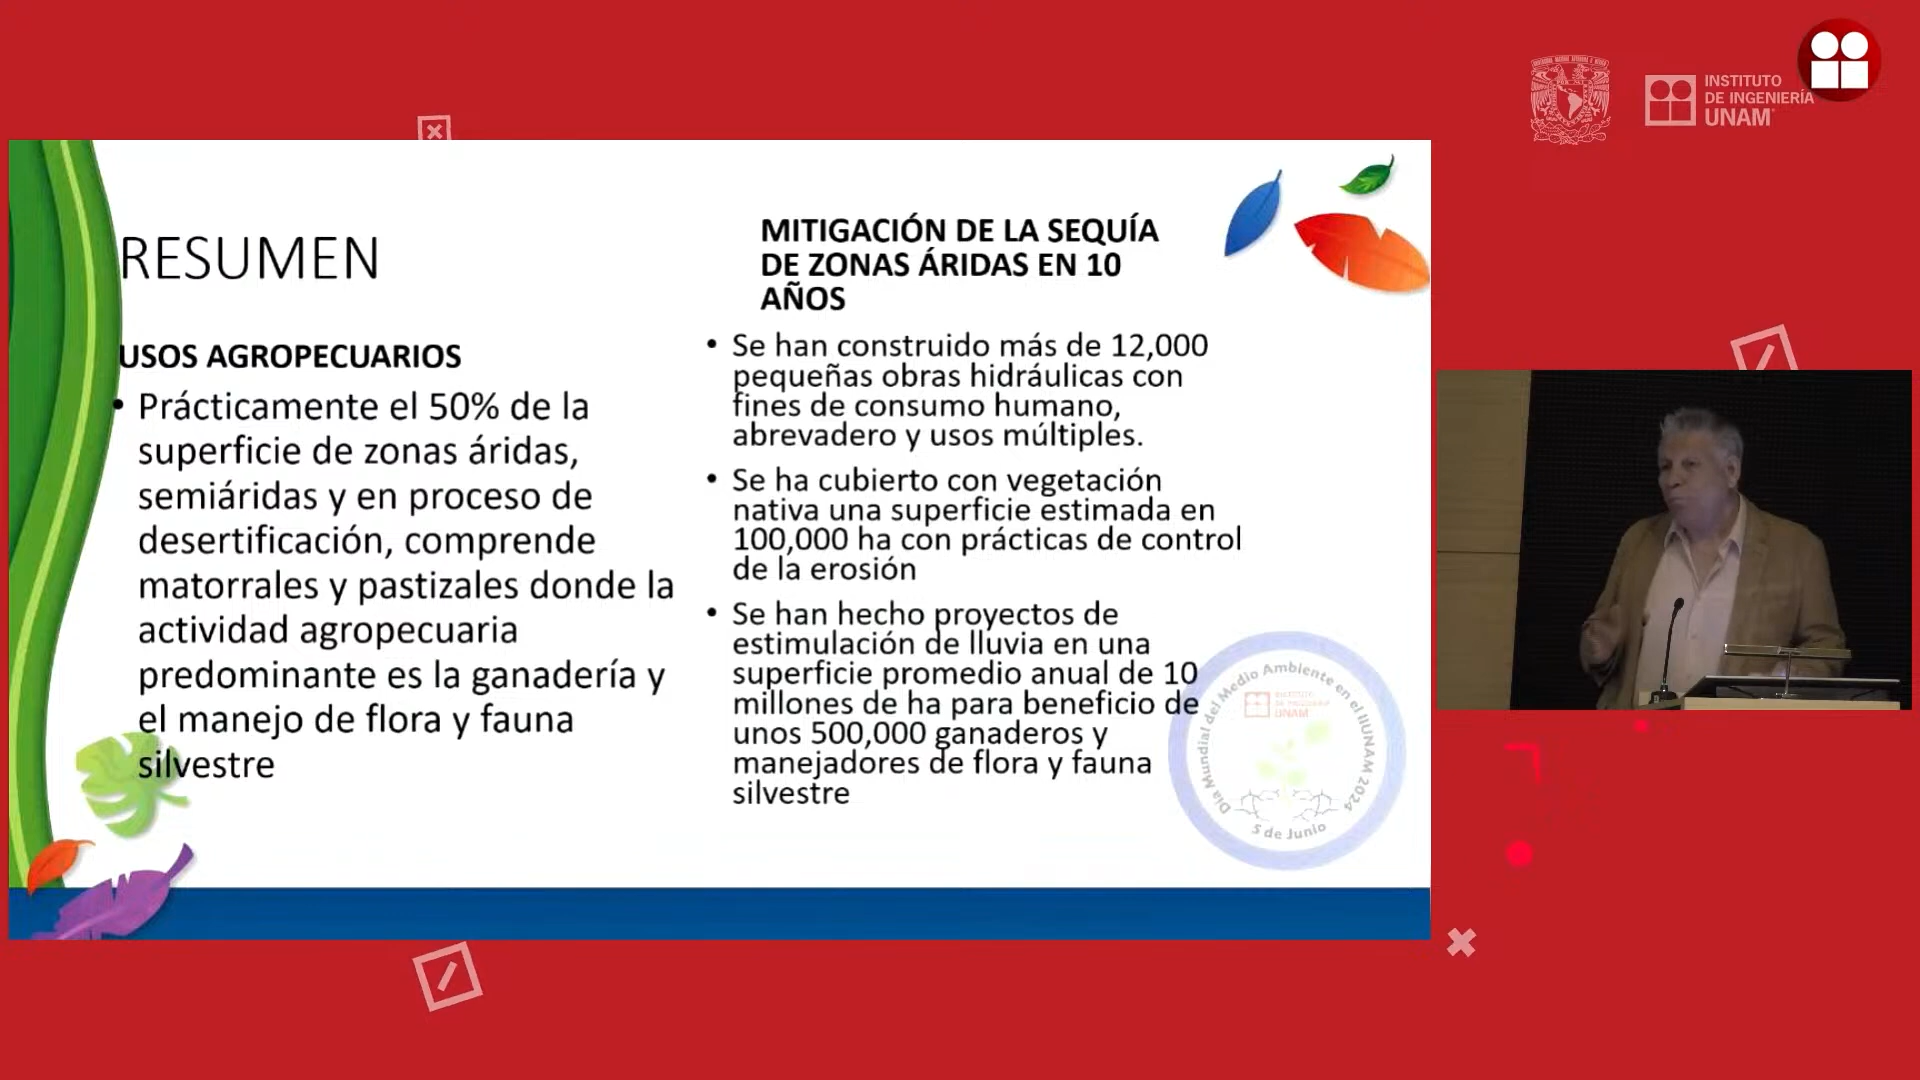 INSTITUTO
DE INGENIERÍA
UNAM
RESUMEN
USOS AGROPECUARIOS
• Prácticamente el 50% de la
superficie de zonas áridas,
semiáridas y en proceso de
desertificación, comprende
matorrales y pastizales donde la
actividad agropecuaria
predominante es la ganadería y
el manejo de flora y fauna
silvestre
MITIGACIÓN DE LA SEQUÍA
DE ZONAS ÁRIDAS EN 10
AÑOS
• Se han construido más de 12,000
pequeñas obras hidráulicas con
fines de consumo humano,
abrevadero y usos múltiples.
• Se ha cubierto con vegetación
nativa una superficie estimada en
100,000 ha con prácticas de control
de la erosión
• Se han hecho proyectos de
estimulación de lluvia en una
superficie promedio anual de 10
millones de ha para beneficio de
unos 500,000 ganaderos y
manejadores de flora y fauna
silvestre
Día Mundial del Medio Ambiente en el IIUNAM 2024
INSTITUTO
DE INGENIERÍA
UNAM
5 de Junio